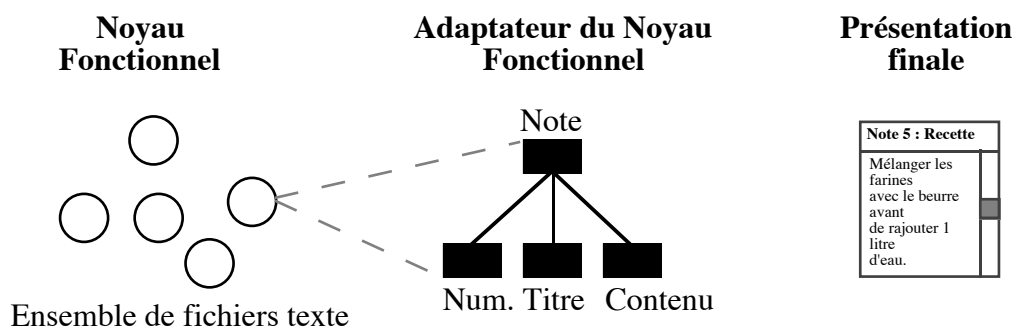 Noyau
Fonctionnel
Adaptateur du Noyau
Fonctionnel
Présentation
finale
Note
Num. Titre Contenu
Ensemble de fichiers texte
Note 5 : Recette
Mélanger les
farines
avec le beurre
avant
de rajouter 1
litre
d'eau.